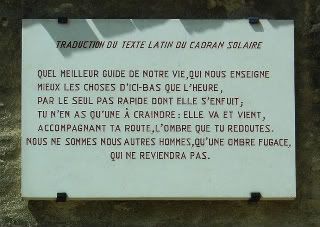 TRADUCTION DU TEXTE LATIN DU CADRAN SOLAIRE
QUEL MEILLEUR GUIDE DE NOTRE VIE, QUI NOUS ENSEIGNE
MIEUX LES CHOSES D'ICI-BAS QUE L'HEURE,
PAR LE SEUL PAS RAPIDE DONT ELLE S'ENFUIT;
TU N'EN AS QU'UNE À CRAINDRE: ELLE VA ET VIENT,
ACCOMPAGNANT TA ROUTE, L'OMBRE QUE TU REDOUTES.
NOUS NE SOMMES NOUS AUTRES HOMMES, QU'UNE OMBRE FUGACE,
QUI NE REVIENDRA PAS.